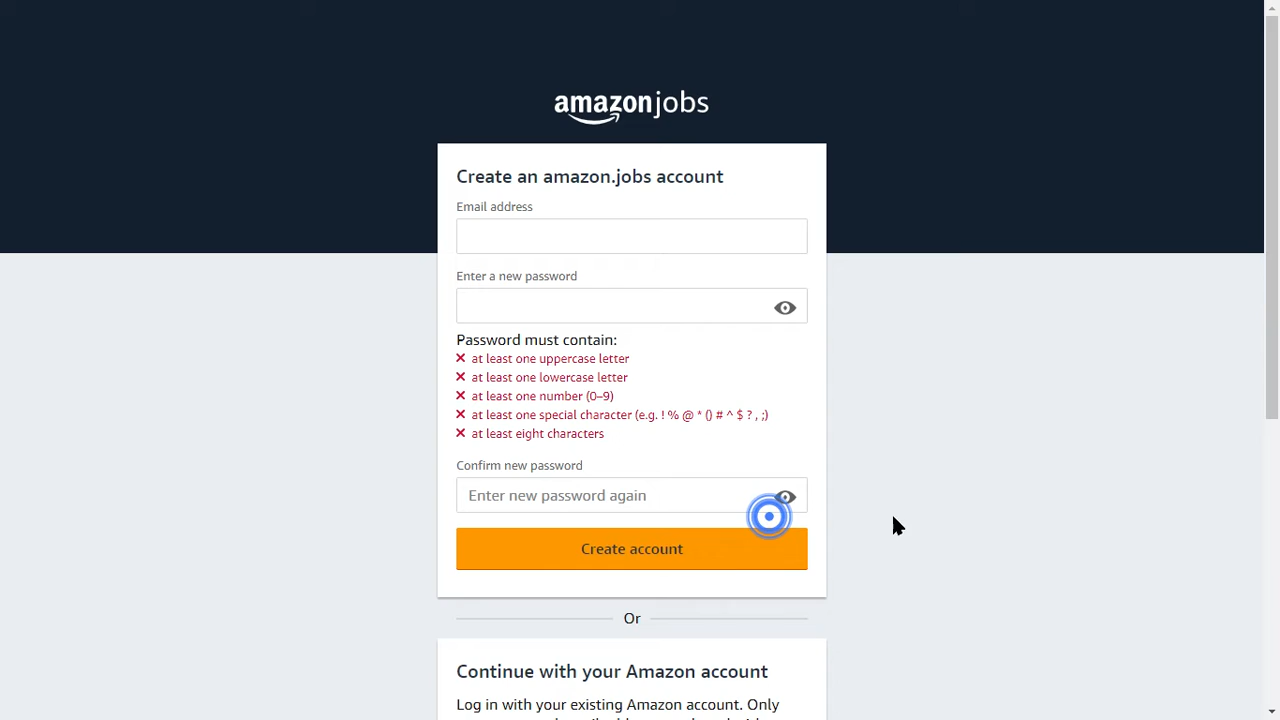 amazonjobs
Create an amazon.jobs account
Email address
Enter a new password
Password must contain:
at least one uppercase letter
at least one lowercase letter
at least one number (0–9)
at least one special character (e.g. ! % @ * () # ^ $ ? , ;)
at least eight characters
Confirm new password
Enter new password again
Create account
Or
Continue with your Amazon account
Log in with your existing Amazon account. Only